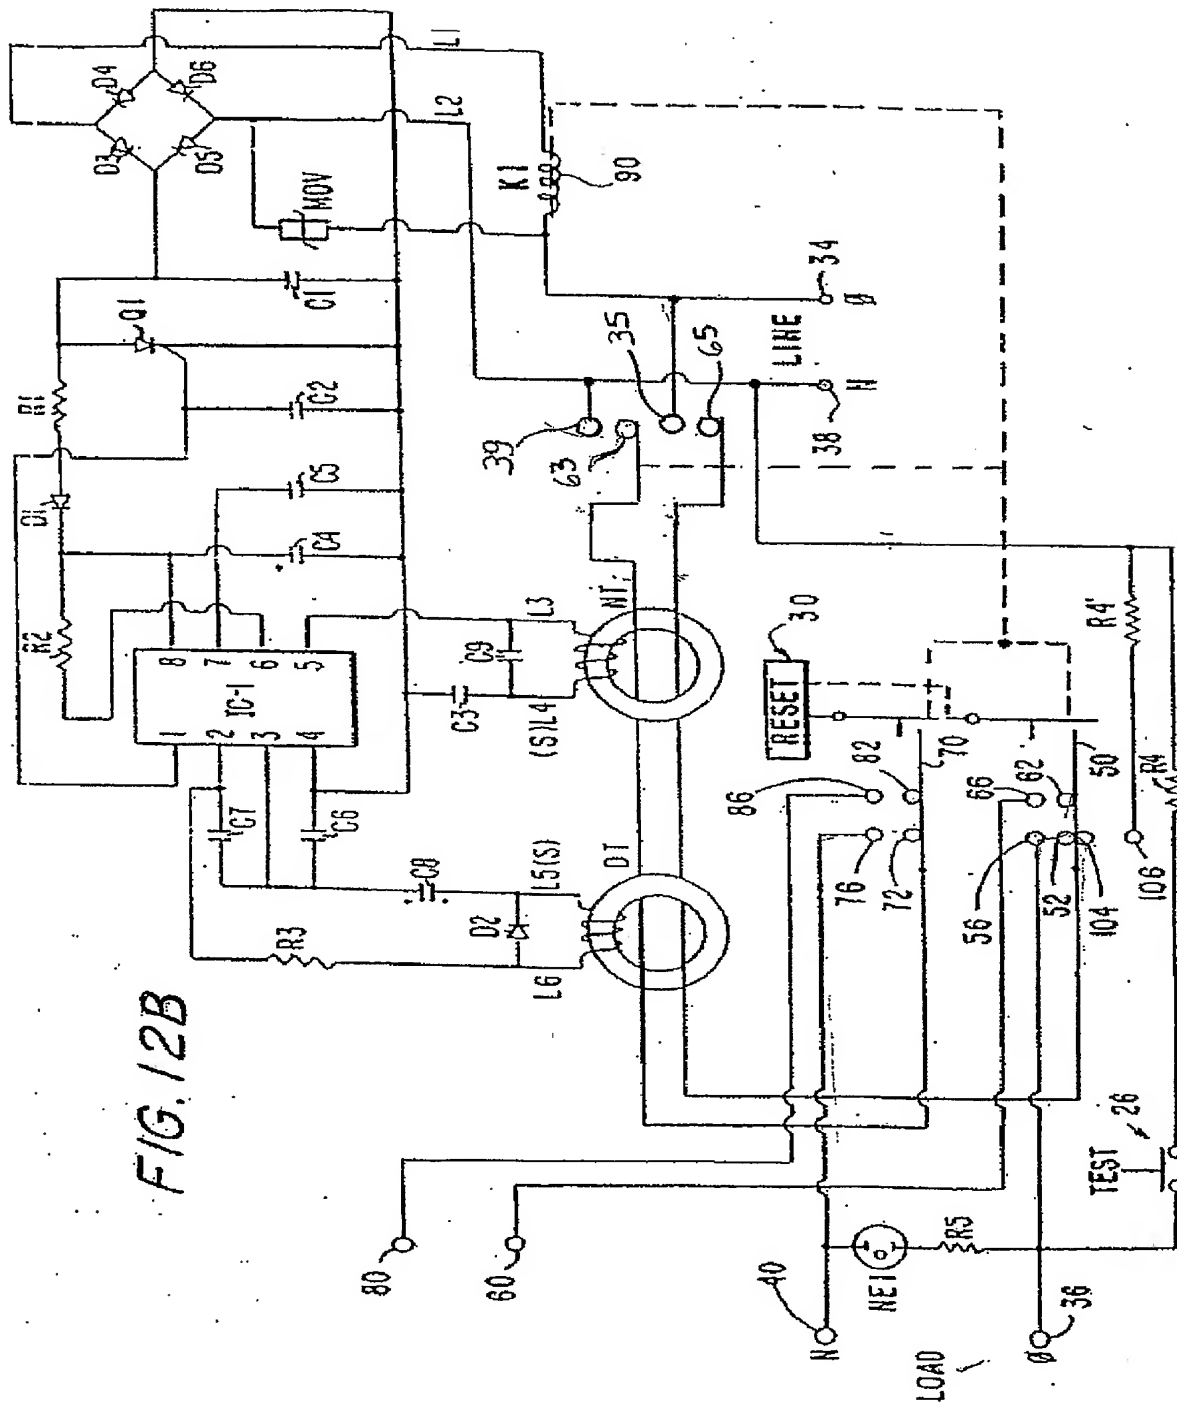 FIG. 12B
D4
D6
D3
D5
L1
L2
MOV
K1
90
C1
Q1
R1
C2
D1
C5
C4
R2
8
7
6
5
IC-1
1
2
3
4
C7
C6
C3
C9
L3
(S)L4
NT
C8
L5(S)
D2
R3
L6
DT
39
63
35
65
LINE
34
Ø
N
38
RESET
30
86
82
70
76
72
66
62
50
56
52
104
106
R4'
R4
TEST
26
80
60
40
N
NE1
R5
LOAD
Ø
36